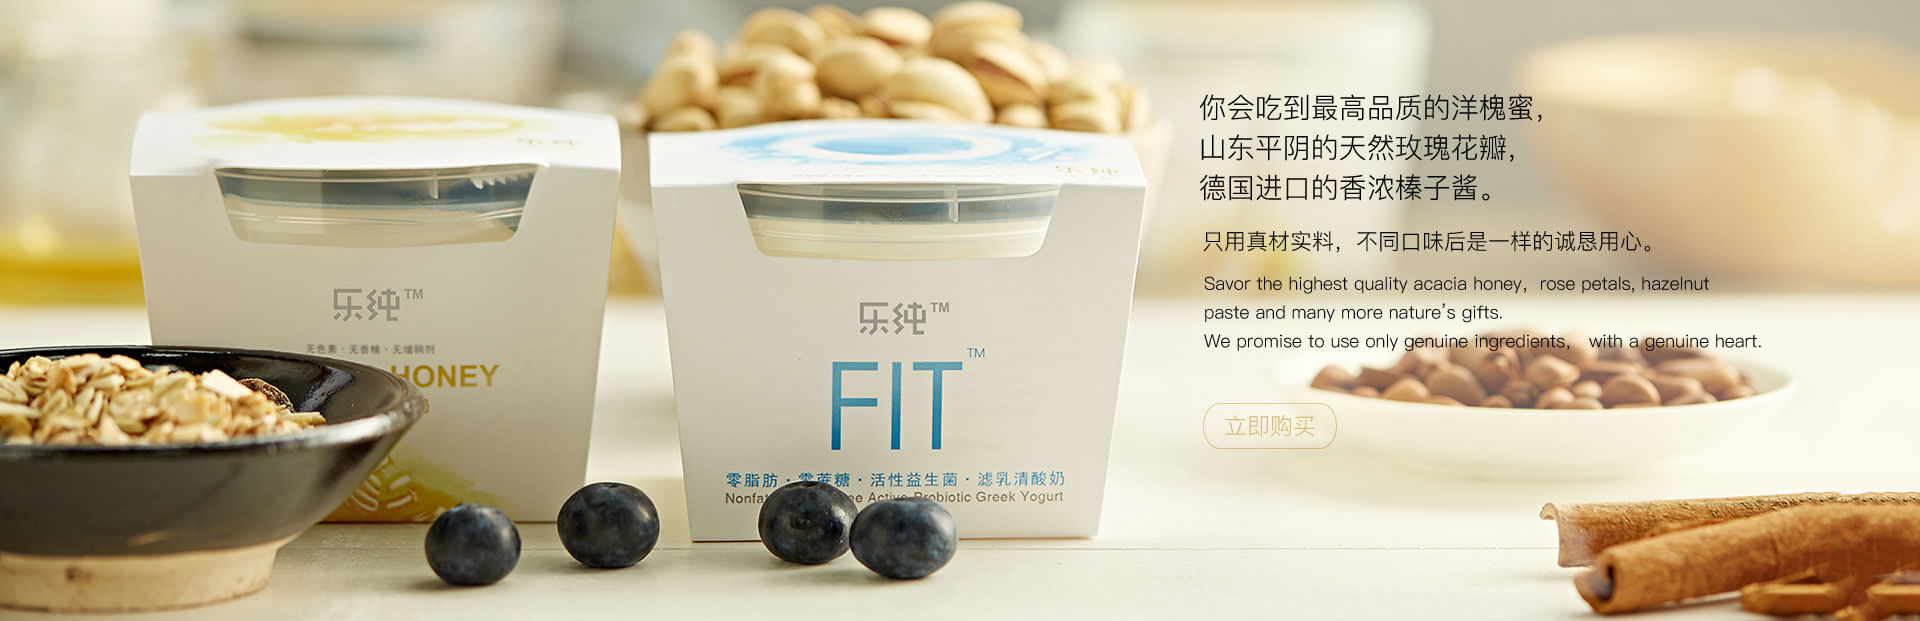 乐纯
乐纯
乐纯™
无色素·无香精·无增稠剂
HONEY
乐纯™
FIT™
零脂肪·零蔗糖·活性益生菌·滤乳清酸奶
Nonfat Active Probiotic Greek Yogurt
你会吃到最高品质的洋槐蜜，
山东平阴的天然玫瑰花瓣，
德国进口的香浓榛子酱。
只用真材实料，不同口味后是一样的诚恳用心。
Savor the highest quality acacia honey, rose petals, hazelnut
paste and many more nature's gifts.
We promise to use only genuine ingredients, with a genuine heart.
立即购买